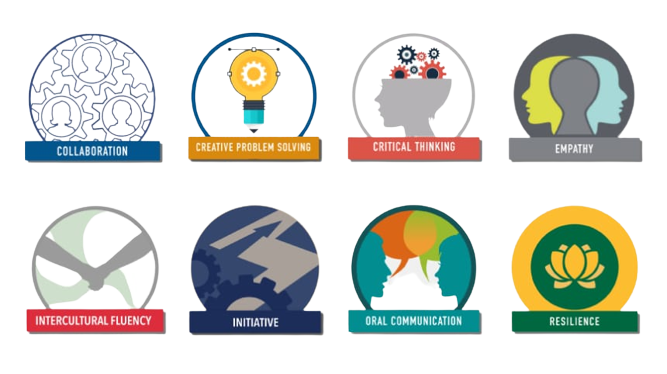 COLLABORATION
CREATIVE PROBLEM SOLVING
CRITICAL THINKING
EMPATHY
INTERCULTURAL FLUENCY
INITIATIVE
ORAL COMMUNICATION
RESILIENCE